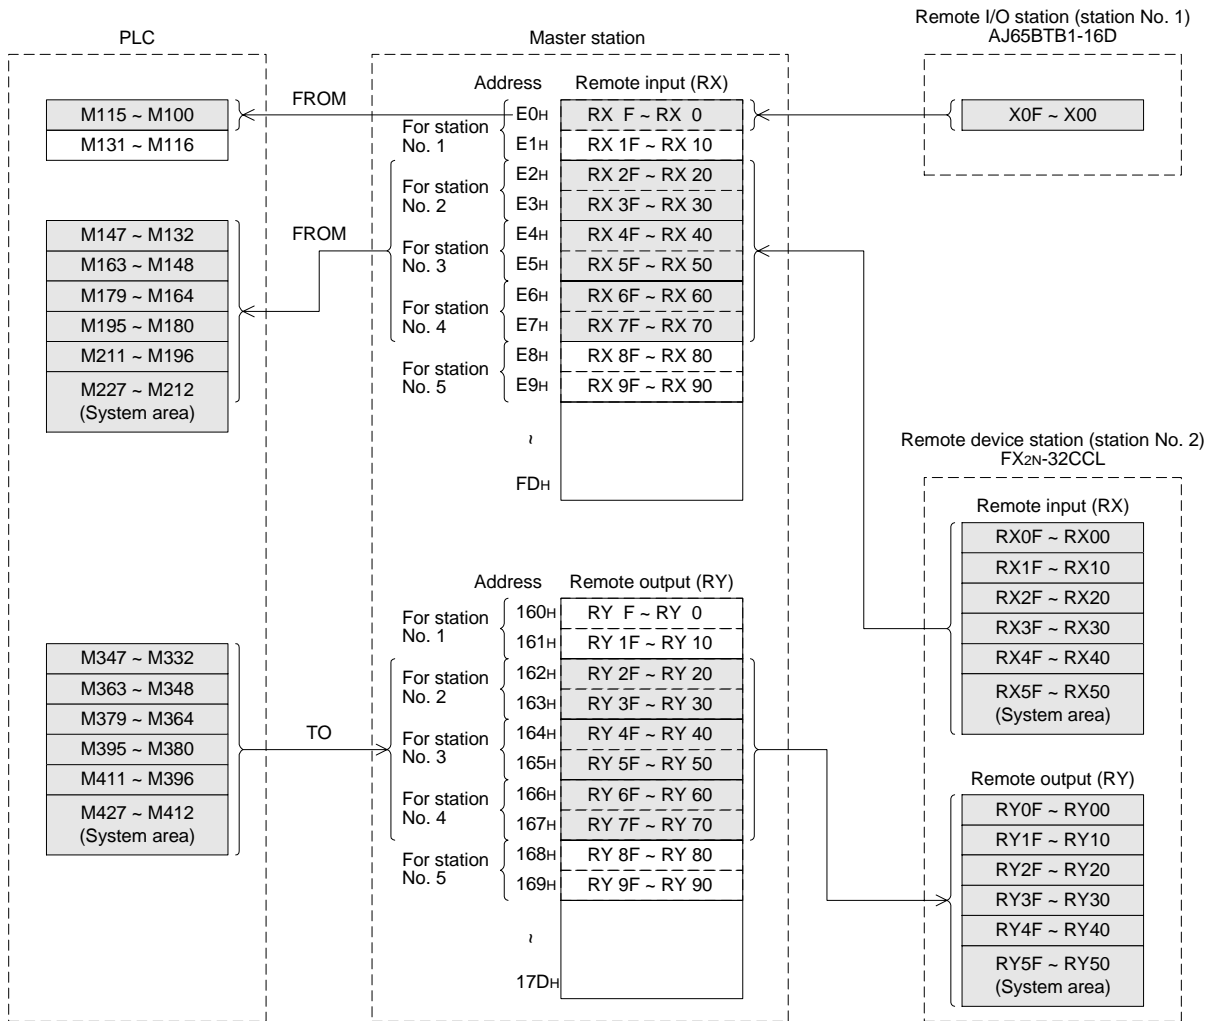 Remote I/O station (station No. 1)
AJ65BTB1-16D
PLC
Master station
Address
Remote input (RX)
M115 ~ M100
M131 ~ M116
FROM
For station
No. 1
E0H
RX F ~ RX 0
E1H
RX 1F ~ RX 10
X0F ~ X00
For station
No. 2
E2H
RX 2F ~ RX 20
E3H
RX 3F ~ RX 30
M147 ~ M132
M163 ~ M148
M179 ~ M164
M195 ~ M180
M211 ~ M196
M227 ~ M212
(System area)
FROM
For station
No. 3
E4H
RX 4F ~ RX 40
E5H
RX 5F ~ RX 50
For station
No. 4
E6H
RX 6F ~ RX 60
E7H
RX 7F ~ RX 70
For station
No. 5
E8H
RX 8F ~ RX 80
E9H
RX 9F ~ RX 90
~
FDH
Remote device station (station No. 2)
FX2N-32CCL
Remote input (RX)
RX0F ~ RX00
RX1F ~ RX10
RX2F ~ RX20
RX3F ~ RX30
RX4F ~ RX40
RX5F ~ RX50
(System area)
Address
Remote output (RY)
For station
No. 1
160H
RY F ~ RY 0
161H
RY 1F ~ RY 10
For station
No. 2
162H
RY 2F ~ RY 20
163H
RY 3F ~ RY 30
M347 ~ M332
M363 ~ M348
M379 ~ M364
M395 ~ M380
M411 ~ M396
M427 ~ M412
(System area)
TO
For station
No. 3
164H
RY 4F ~ RY 40
165H
RY 5F ~ RY 50
For station
No. 4
166H
RY 6F ~ RY 60
167H
RY 7F ~ RY 70
For station
No. 5
168H
RY 8F ~ RY 80
169H
RY 9F ~ RY 90
~
17DH
Remote output (RY)
RY0F ~ RY00
RY1F ~ RY10
RY2F ~ RY20
RY3F ~ RY30
RY4F ~ RY40
RY5F ~ RY50
(System area)